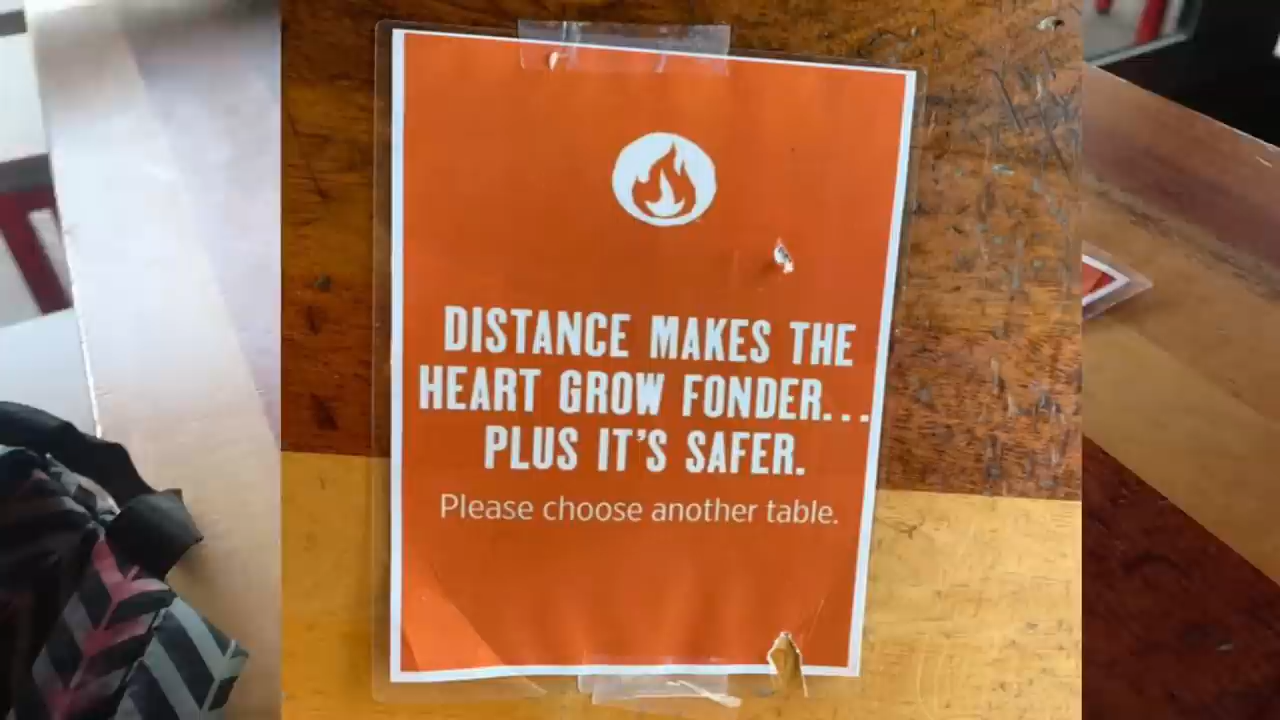 DISTANCE MAKES THE
HEART GROW FONDER...
PLUS IT'S SAFER.
Please choose another table.